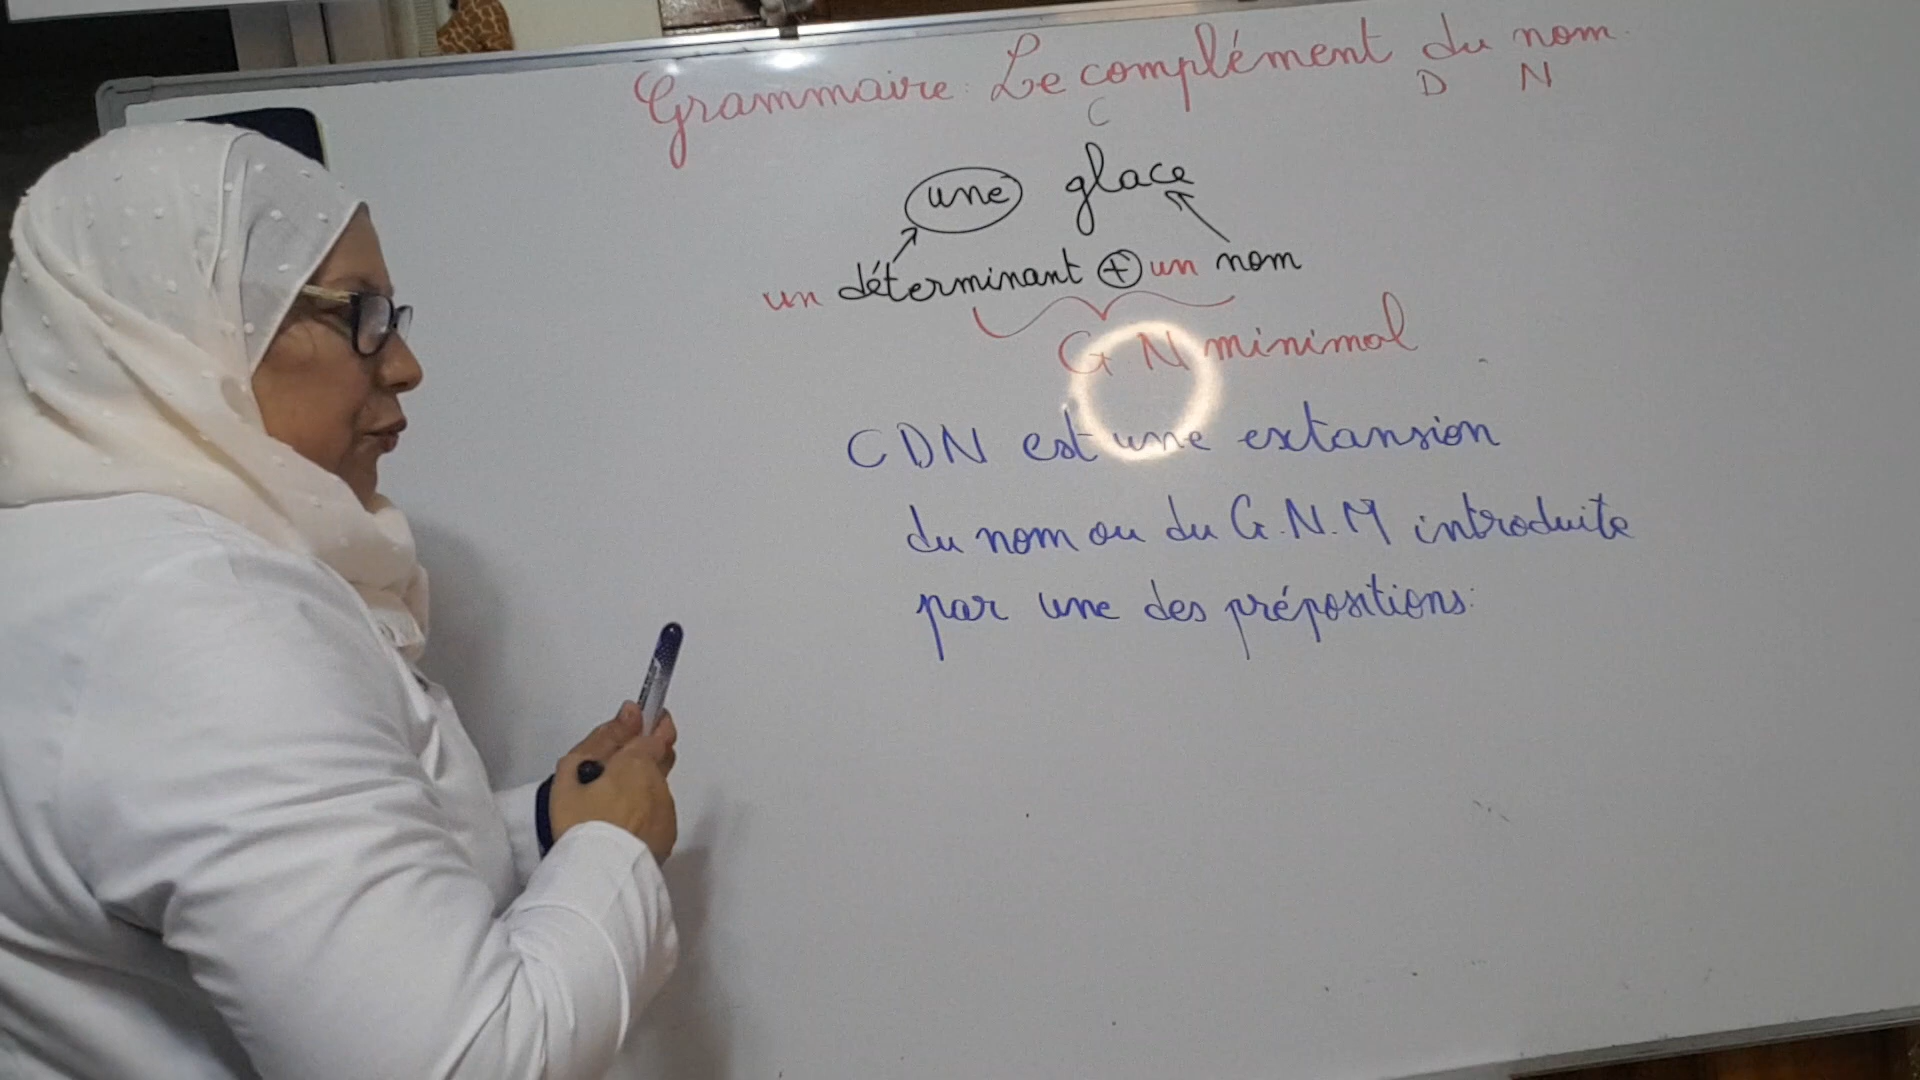 Grammaire : Le complément du nom.
C D N
une glace
un déterminant + un nom
GN minimal
CDN est une extansion
du nom ou du G.N.M introduite
par une des prépositions: